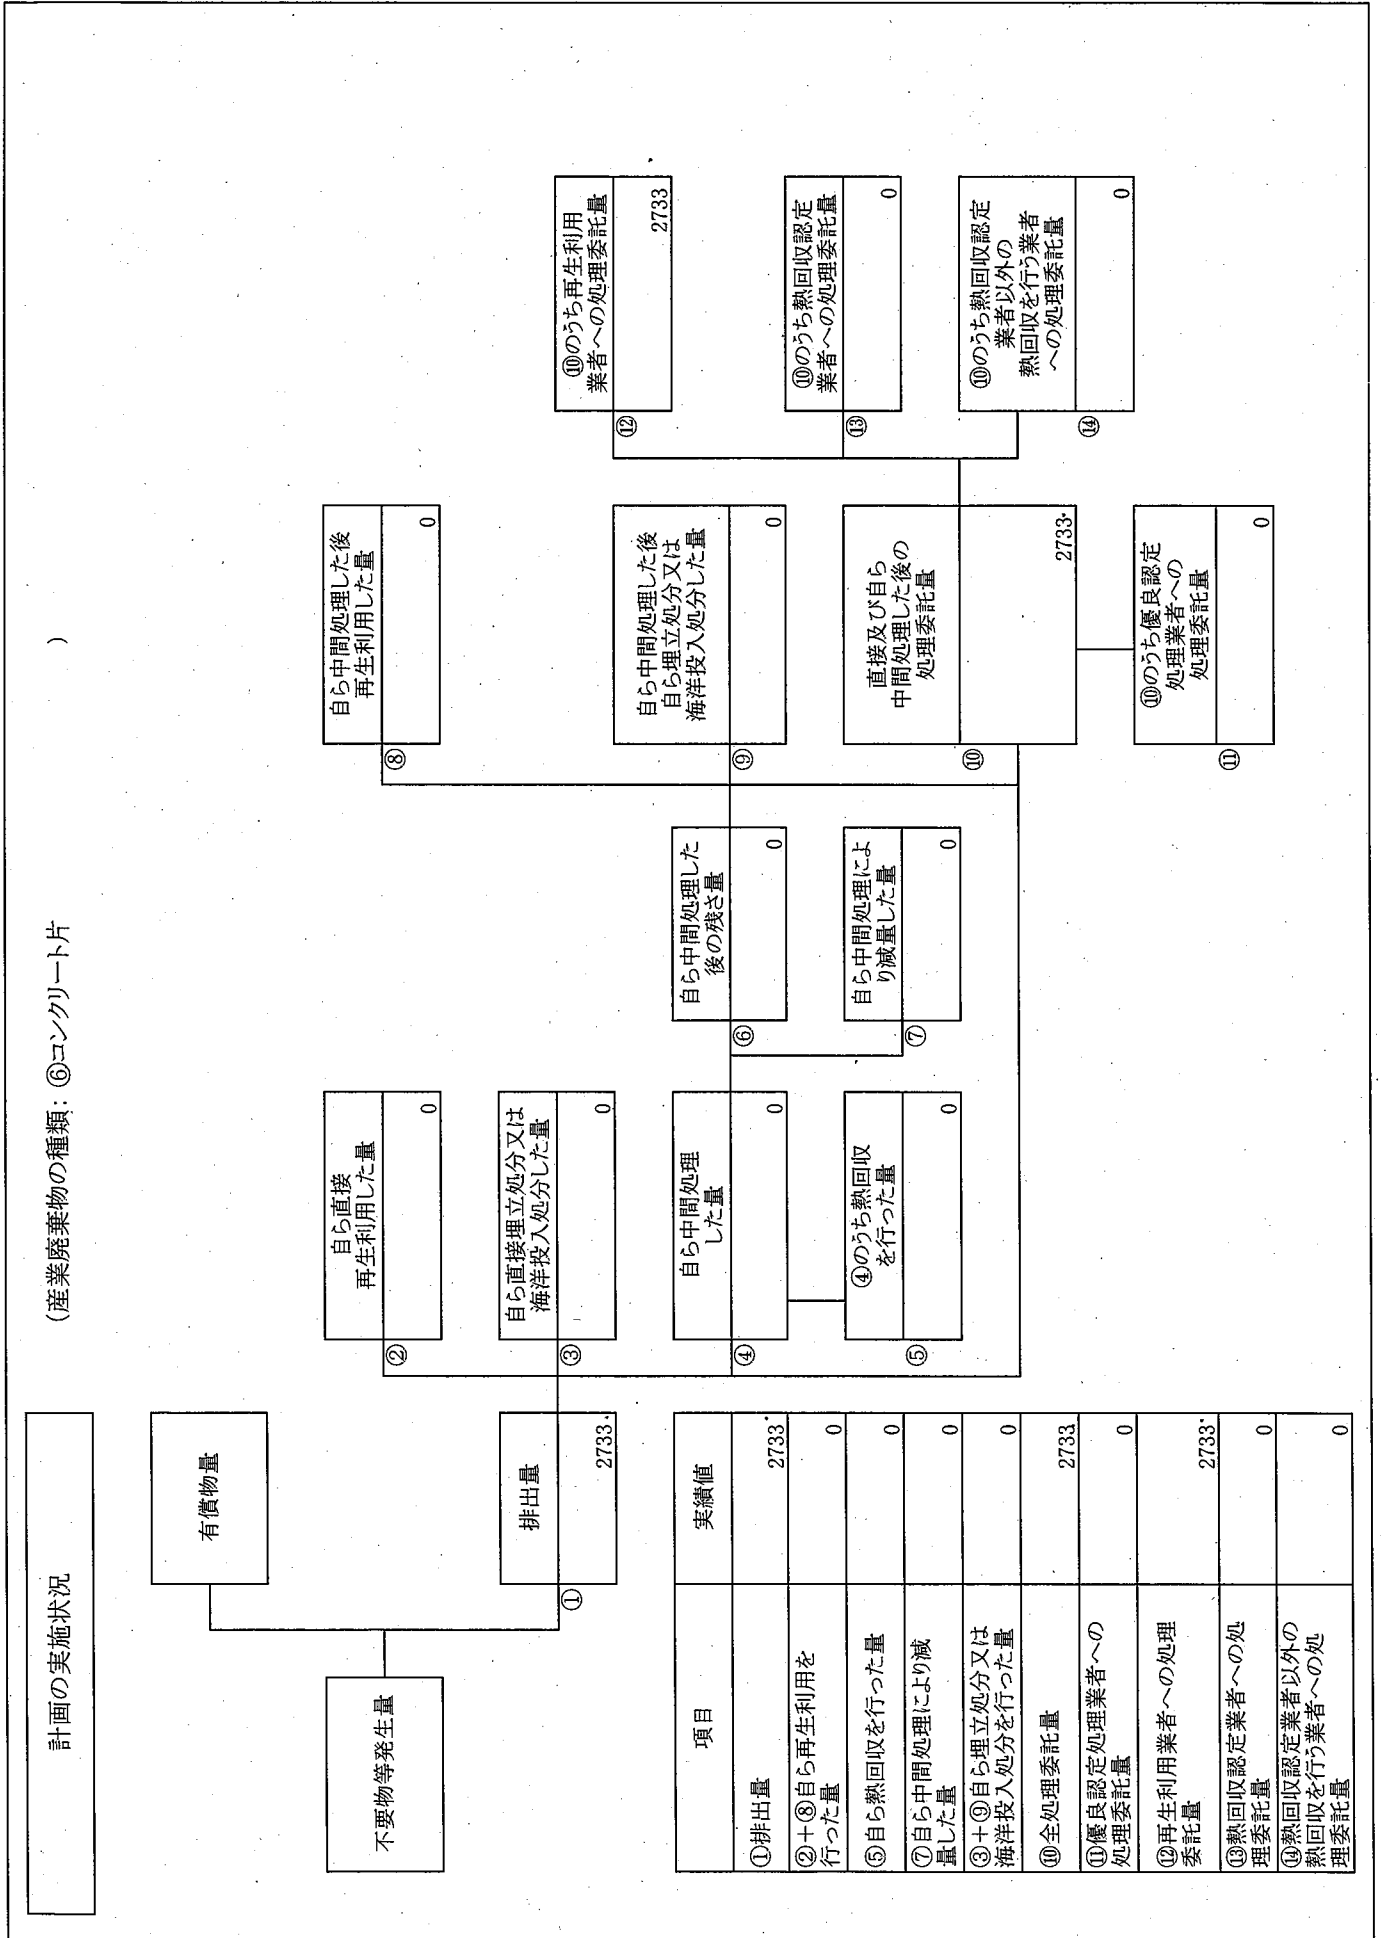 計画の実施状況
(産業廃棄物の種類：⑥コンクリート片
)
不要物等発生量
有償物量
①
排出量
2733
②
自ら直接
再生利用した量
0
③
自ら直接埋立処分又は
海洋投入処分した量
0
④
自ら中間処理
した量
0
⑤
④のうち熱回収
を行った量
0
⑥
自ら中間処理した
後の残さ量
0
⑦
自ら中間処理によ
り減量した量
0
⑧
自ら中間処理した後
再生利用した量
0
⑨
自ら中間処理した後
自ら埋立処分又は
海洋投入処分した量
0
⑩
直接及び自ら
中間処理した後の
処理委託量
2733
⑪
⑩のうち優良認定
処理業者への
処理委託量
0
⑫
⑩のうち再生利用
業者への処理委託量
2733
⑬
⑩のうち熱回収認定
業者への処理委託量
0
⑭
⑩のうち熱回収認定
業者以外の
熱回収を行う業者
への処理委託量
0
項目 実績値
①排出量 2733
②+⑧自ら再生利用を
行った量 0
⑤自ら熱回収を行った量 0
⑦自ら中間処理により減
量した量 0
③+⑨自ら埋立処分又は
海洋投入処分を行った量 0
⑩全処理委託量 2733
⑪優良認定処理業者への
処理委託量 0
⑫再生利用業者への処理
委託量 2733
⑬熱回収認定業者への処
理委託量 0
⑭熱回収認定業者以外の
熱回収を行う業者への処
理委託量 0